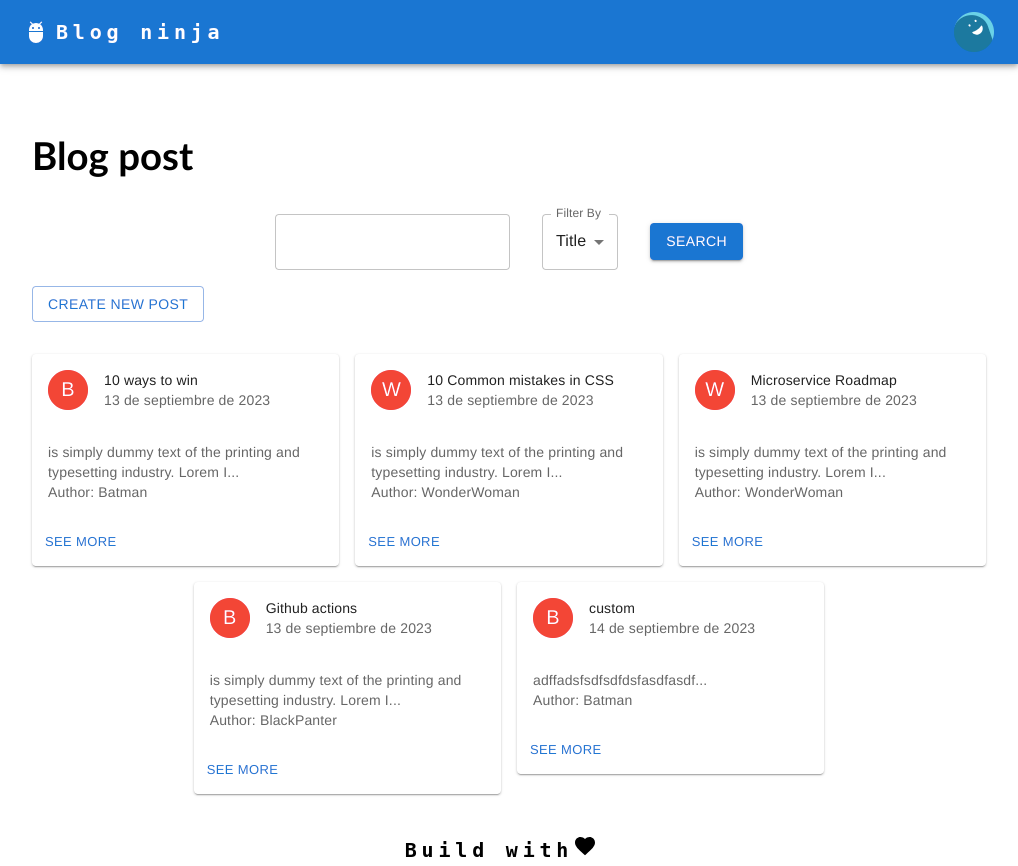 Blog ninja
Blog post
Filter By
Title
SEARCH
CREATE NEW POST
B
10 ways to win
13 de septiembre de 2023
is simply dummy text of the printing and
typesetting industry. Lorem I...
Author: Batman
SEE MORE
W
10 Common mistakes in CSS
13 de septiembre de 2023
is simply dummy text of the printing and
typesetting industry. Lorem I...
Author: WonderWoman
SEE MORE
W
Microservice Roadmap
13 de septiembre de 2023
is simply dummy text of the printing and
typesetting industry. Lorem I...
Author: WonderWoman
SEE MORE
B
Github actions
13 de septiembre de 2023
is simply dummy text of the printing and
typesetting industry. Lorem I...
Author: BlackPanter
SEE MORE
B
custom
14 de septiembre de 2023
adffadsfsdfsdfdsfasdfasdf...
Author: Batman
SEE MORE
Build with